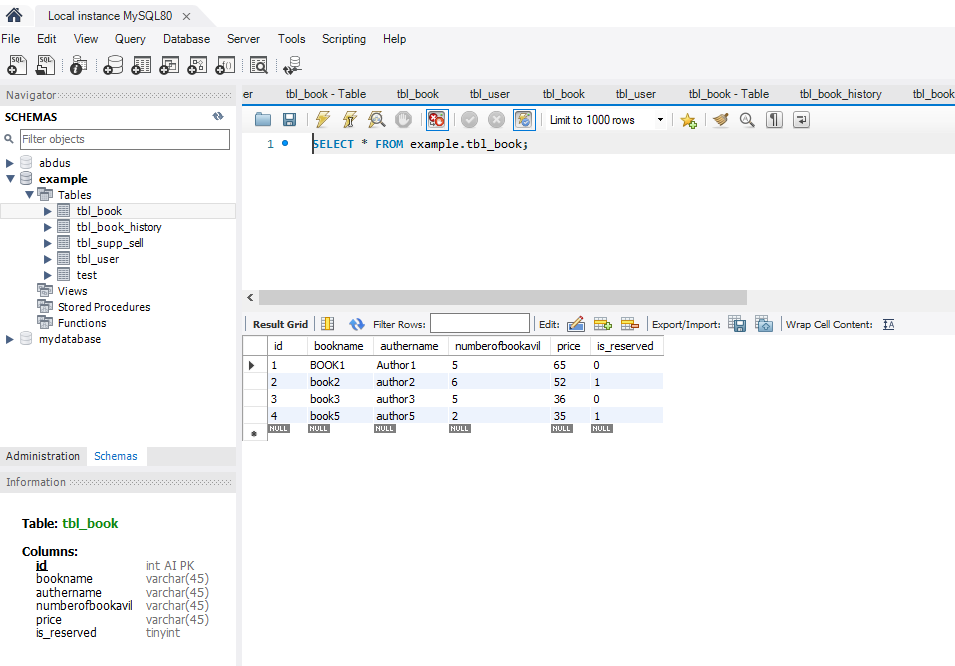 Local instance MySQL80
File Edit View Query Database Server Tools Scripting Help
Navigator
SCHEMAS
Filter objects
abdus
example
Tables
tbl_book
tbl_book_history
tbl_supp_sell
tbl_user
test
Views
Stored Procedures
Functions
mydatabase
Administration Schemas
Information
Table: tbl_book
Columns:
id int AI PK
bookname varchar(45)
authername varchar(45)
numberofbookavil varchar(45)
price varchar(45)
is_reserved tinyint
er tbl_book - Table tbl_book tbl_user tbl_book tbl_user tbl_book - Table tbl_book_history tbl_book
Limit to 1000 rows
1 SELECT * FROM example.tbl_book;
Result Grid Filter Rows: Edit: Export/Import: Wrap Cell Content:
id bookname authername numberofbookavil price is_reserved
1 BOOK1 Author1 5 65 0
2 book2 author2 6 52 1
3 book3 author3 5 36 0
4 book5 author5 2 35 1
NULL NULL NULL NULL NULL NULL